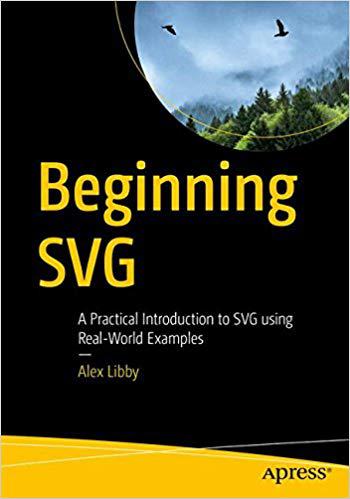 Beginning
SVG
A Practical Introduction to SVG using
Real-World Examples
—
Alex Libby
Apress®